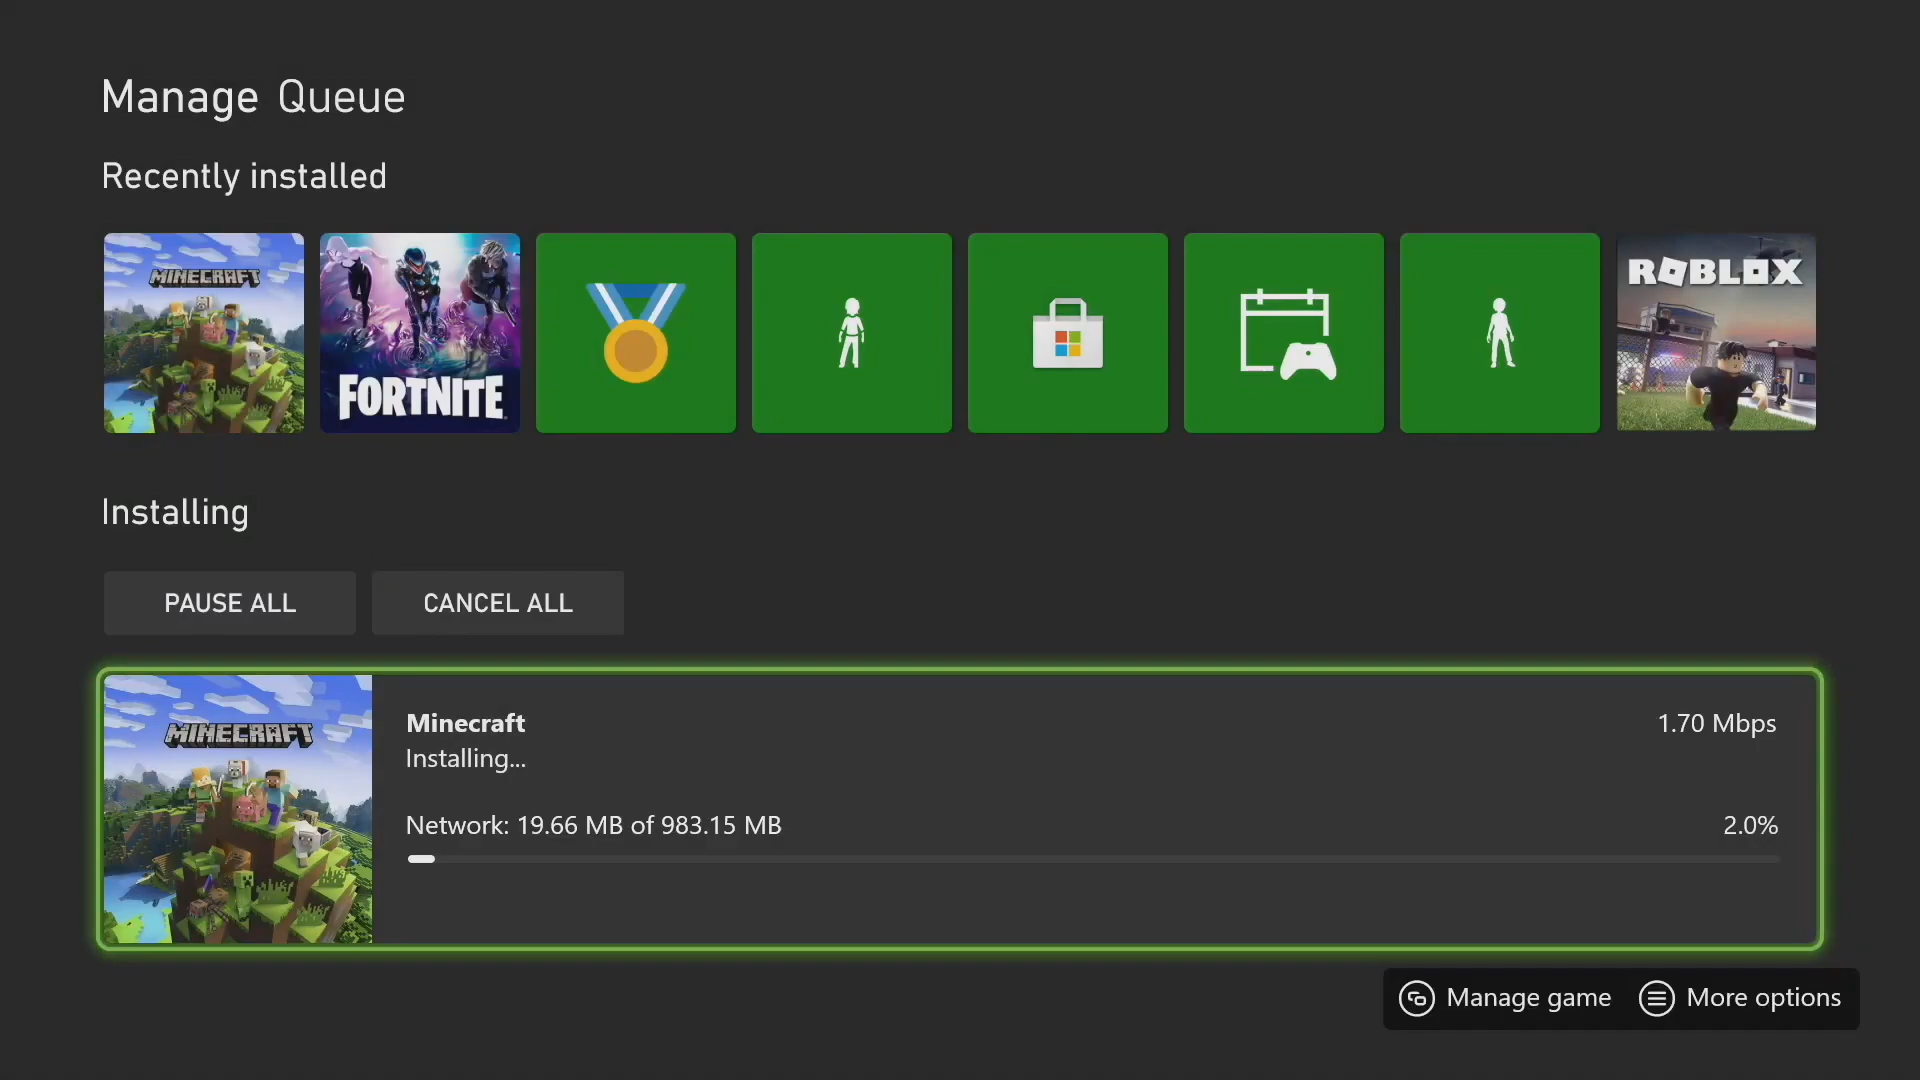 Manage Queue
Recently installed
MINECRAFT
FORTNITE
ROBLOX
Installing
PAUSE ALL
CANCEL ALL
MINECRAFT
Minecraft
1.70 Mbps
Installing...
Network: 19.66 MB of 983.15 MB
2.0%
Manage game
More options